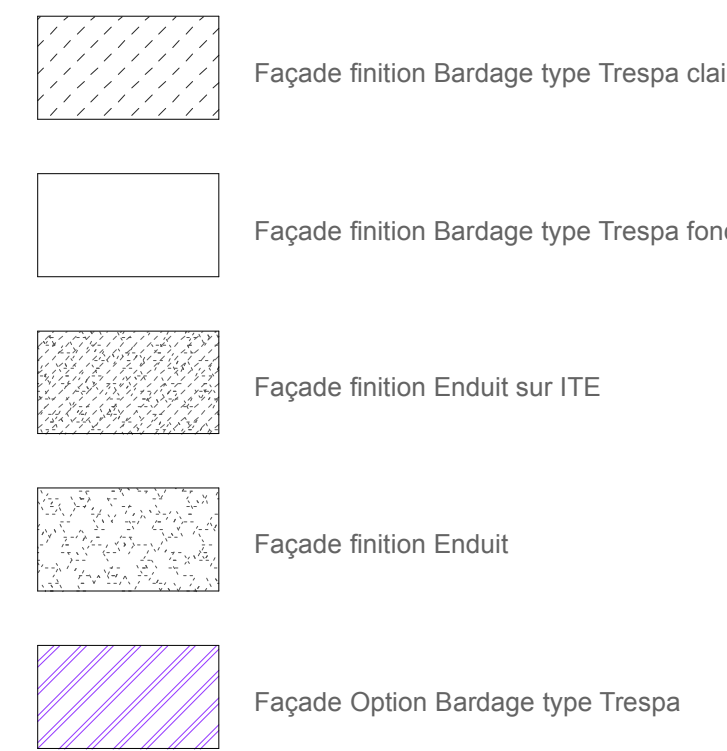 Façade finition Bardage type Trespa clai
Façade finition Bardage type Trespa fon
Façade finition Enduit sur ITE
Façade finition Enduit
Façade Option Bardage type Trespa